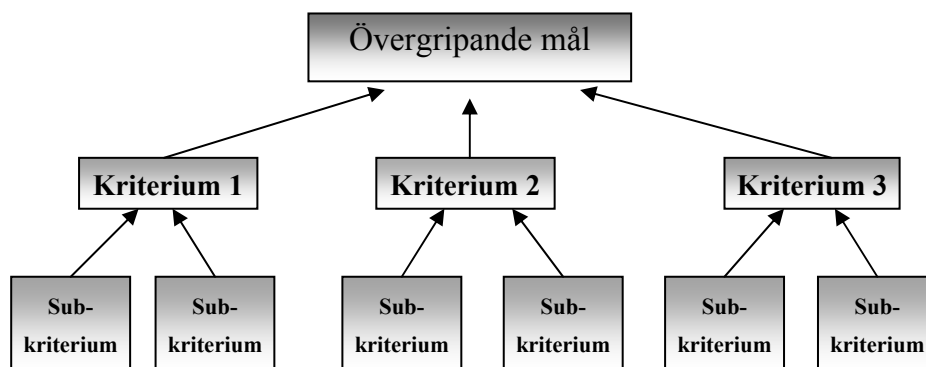 Övergripande mål
Kriterium 1
Kriterium 2
Kriterium 3
Sub-
kriterium
Sub-
kriterium
Sub-
kriterium
Sub-
kriterium
Sub-
kriterium
Sub-
kriterium